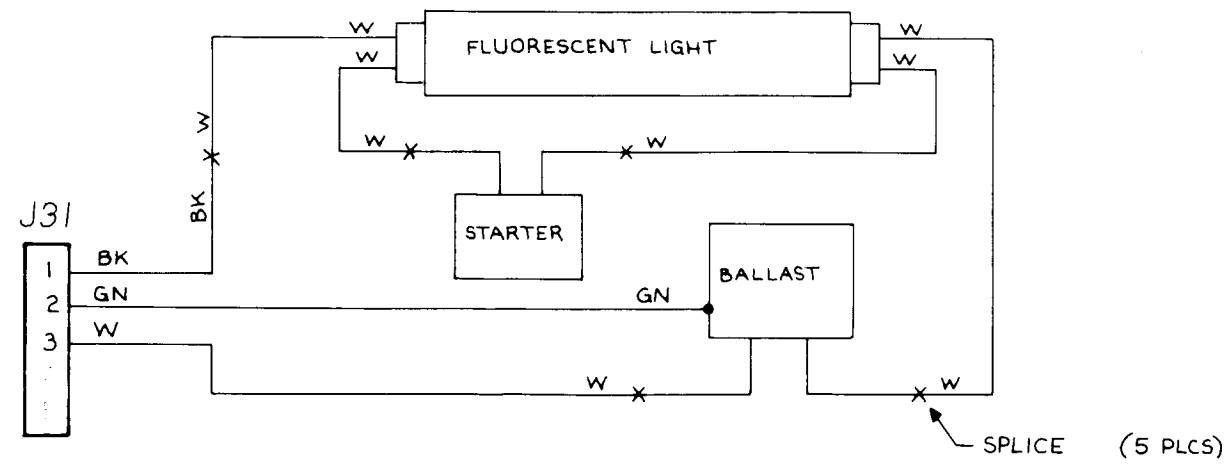 W
W
FLUORESCENT LIGHT
W
W
W
W
W
BK
STARTER
J31
1 BK
2 GN
GN
BALLAST
3 W
W
W
SPLICE (5 PLCS)